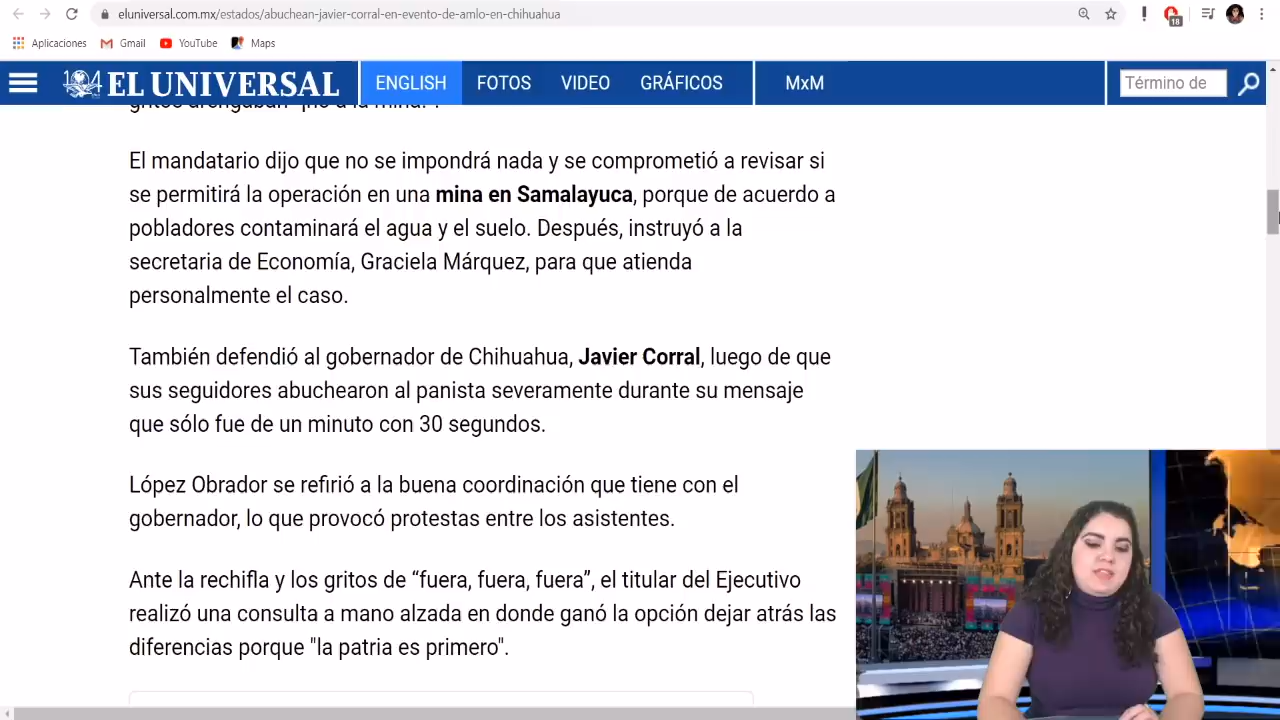 eluniversal.com.mx/estados/abuchean-javier-corral-en-evento-de-amlo-en-chihuahua
18
Aplicaciones Gmail YouTube Maps
104 EL UNIVERSAL ENGLISH FOTOS VIDEO GRÁFICOS MxM Término de
El mandatario dijo que no se impondrá nada y se comprometió a revisar si
se permitirá la operación en una mina en Samalayuca, porque de acuerdo a
pobladores contaminará el agua y el suelo. Después, instruyó a la
secretaria de Economía, Graciela Márquez, para que atienda
personalmente el caso.
También defendió al gobernador de Chihuahua, Javier Corral, luego de que
sus seguidores abuchearon al panista severamente durante su mensaje
que sólo fue de un minuto con 30 segundos.
López Obrador se refirió a la buena coordinación que tiene con el
gobernador, lo que provocó protestas entre los asistentes.
Ante la rechifla y los gritos de “fuera, fuera, fuera”, el titular del Ejecutivo
realizó una consulta a mano alzada en donde ganó la opción dejar atrás las
diferencias porque "la patria es primero".